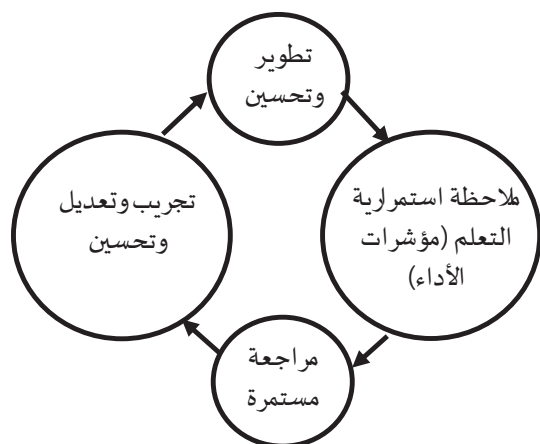 تطوير
وتحسين
ملاحظة استمرارية
التعلم (مؤشرات
الأداء)
مراجعة
مستمرة
تجريب وتعديل
وتحسين